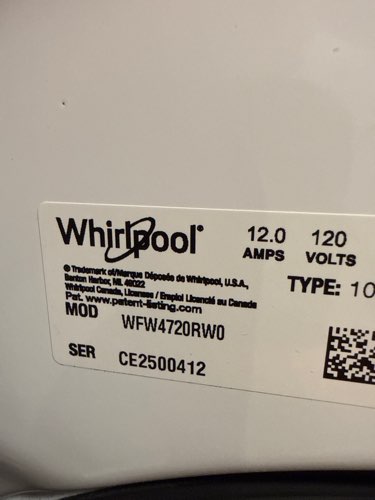 Whirlpool
12.0 120
AMPS VOLTS
® Trademark of/Marque Déposée de Whirlpool, U.S.A.,
Benton Harbor, MI. 49022
Whirlpool Canada, Licensee / Emploi Licencié au Canada
Pat. www.patent-listing.com
TYPE: 10
MOD WFW4720RW0
SER CE2500412